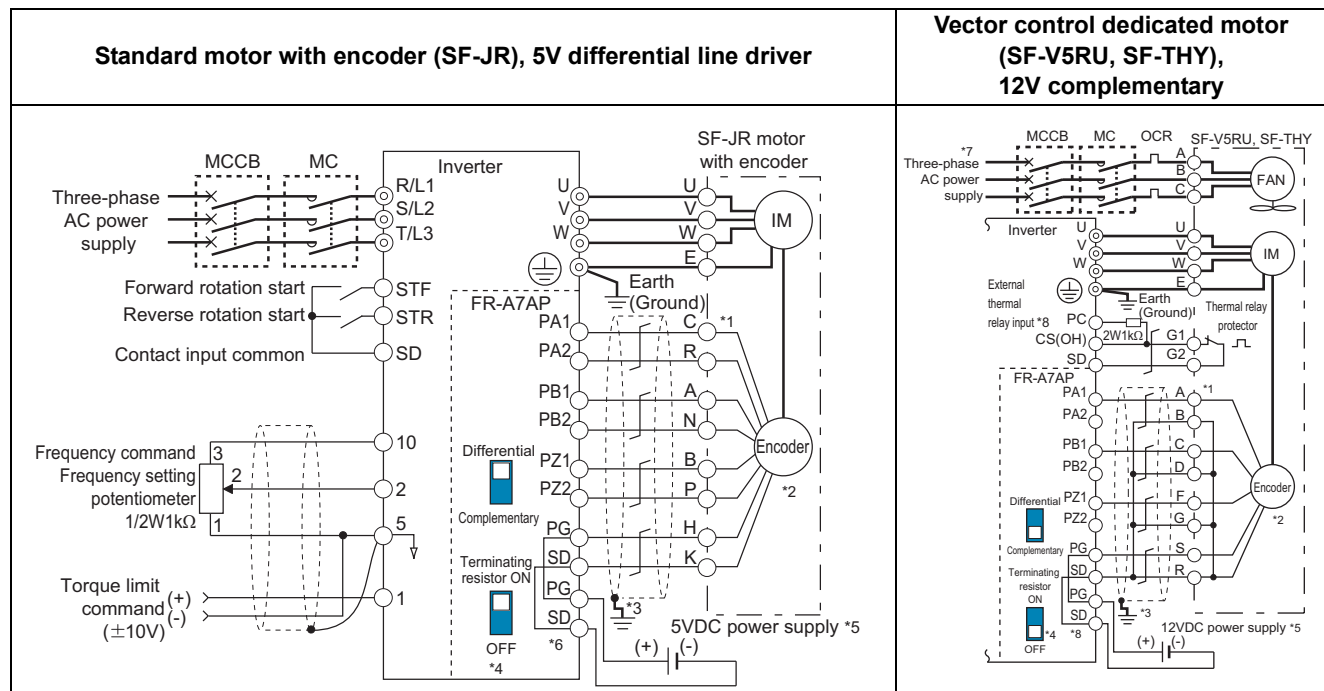 Standard motor with encoder (SF-JR), 5V differential line driver
Vector control dedicated motor
(SF-V5RU, SF-THY),
12V complementary
MCCB
MC
Three-phase
AC power
supply
R/L1
S/L2
T/L3
Inverter
U
V
W
U
V
W
E
SF-JR motor
with encoder
IM
Earth
(Ground)
Forward rotation start
Reverse rotation start
Contact input common
STF
STR
SD
FR-A7AP
PA1
PA2
PB1
PB2
PZ1
PZ2
PG
SD
PG
SD
C
R
A
N
B
P
H
K
*1
Encoder
*2
Differential
Complementary
Terminating
resistor ON
OFF
*4
*6
*3
5VDC power supply *5
(+)
(-)
Frequency command
Frequency setting
potentiometer
1/2W1kΩ
3
2
1
10
2
5
1
Torque limit
command
(±10V)
(+)
(-)
MCCB
MC
OCR
SF-V5RU, SF-THY
*7
Three-phase
AC power
supply
A
B
C
FAN
Inverter
U
V
W
U
V
W
E
IM
External
thermal
relay input *8
Earth
(Ground)
Thermal relay
protector
PC
CS(OH)
SD
2W1kΩ
G1
G2
FR-A7AP
PA1
PA2
PB1
PB2
PZ1
PZ2
PG
SD
PG
SD
A
B
C
D
F
G
S
R
*1
Encoder
*2
Differential
Complementary
Terminating
resistor
ON
*4
OFF
*8
*3
12VDC power supply *5
(+)
(-)